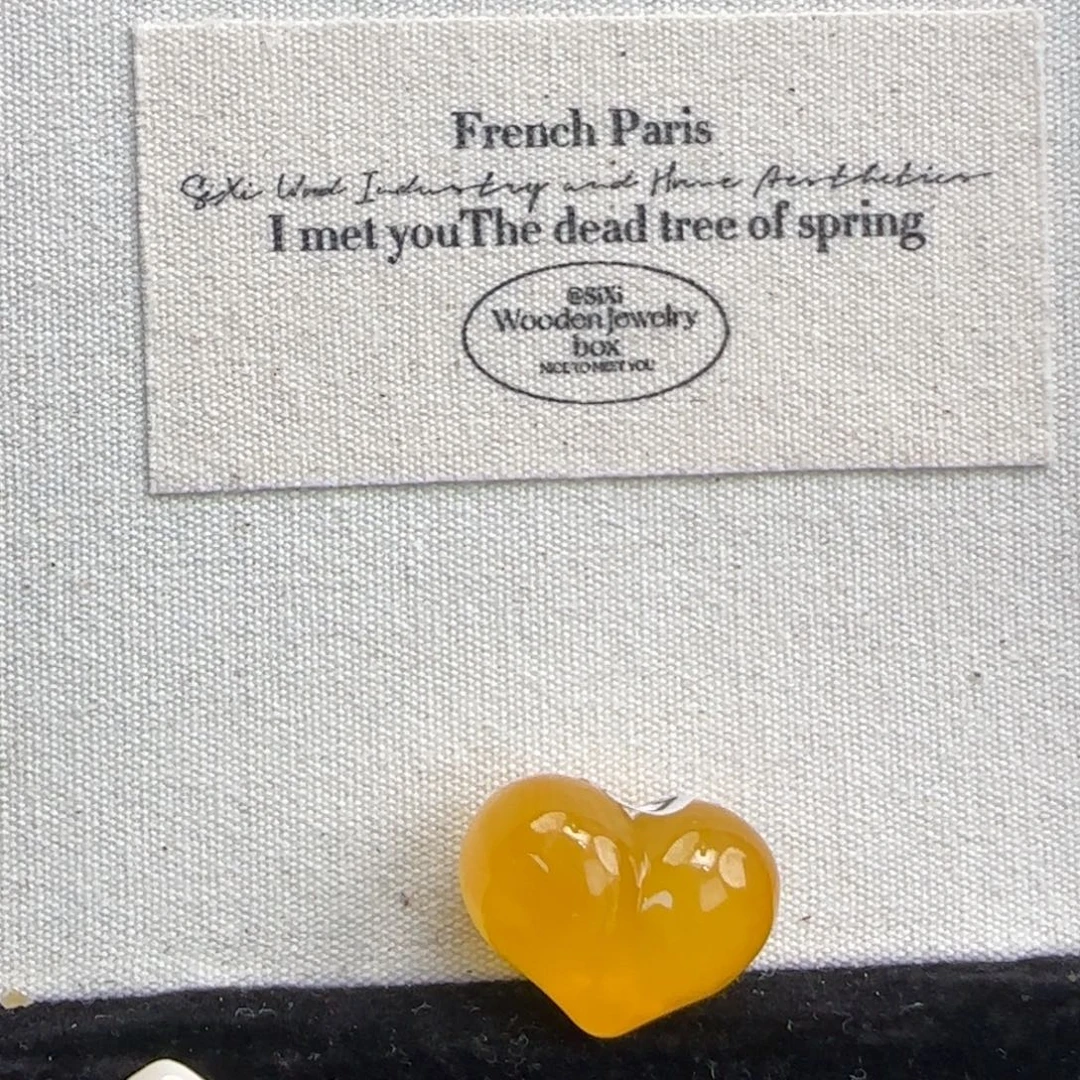 French Paris
SiXi Wood Industry and Home Aesthetics
I met youThe dead tree of spring
@SiXi
Wooden Jewelry
box
NICE TO MEET YOU